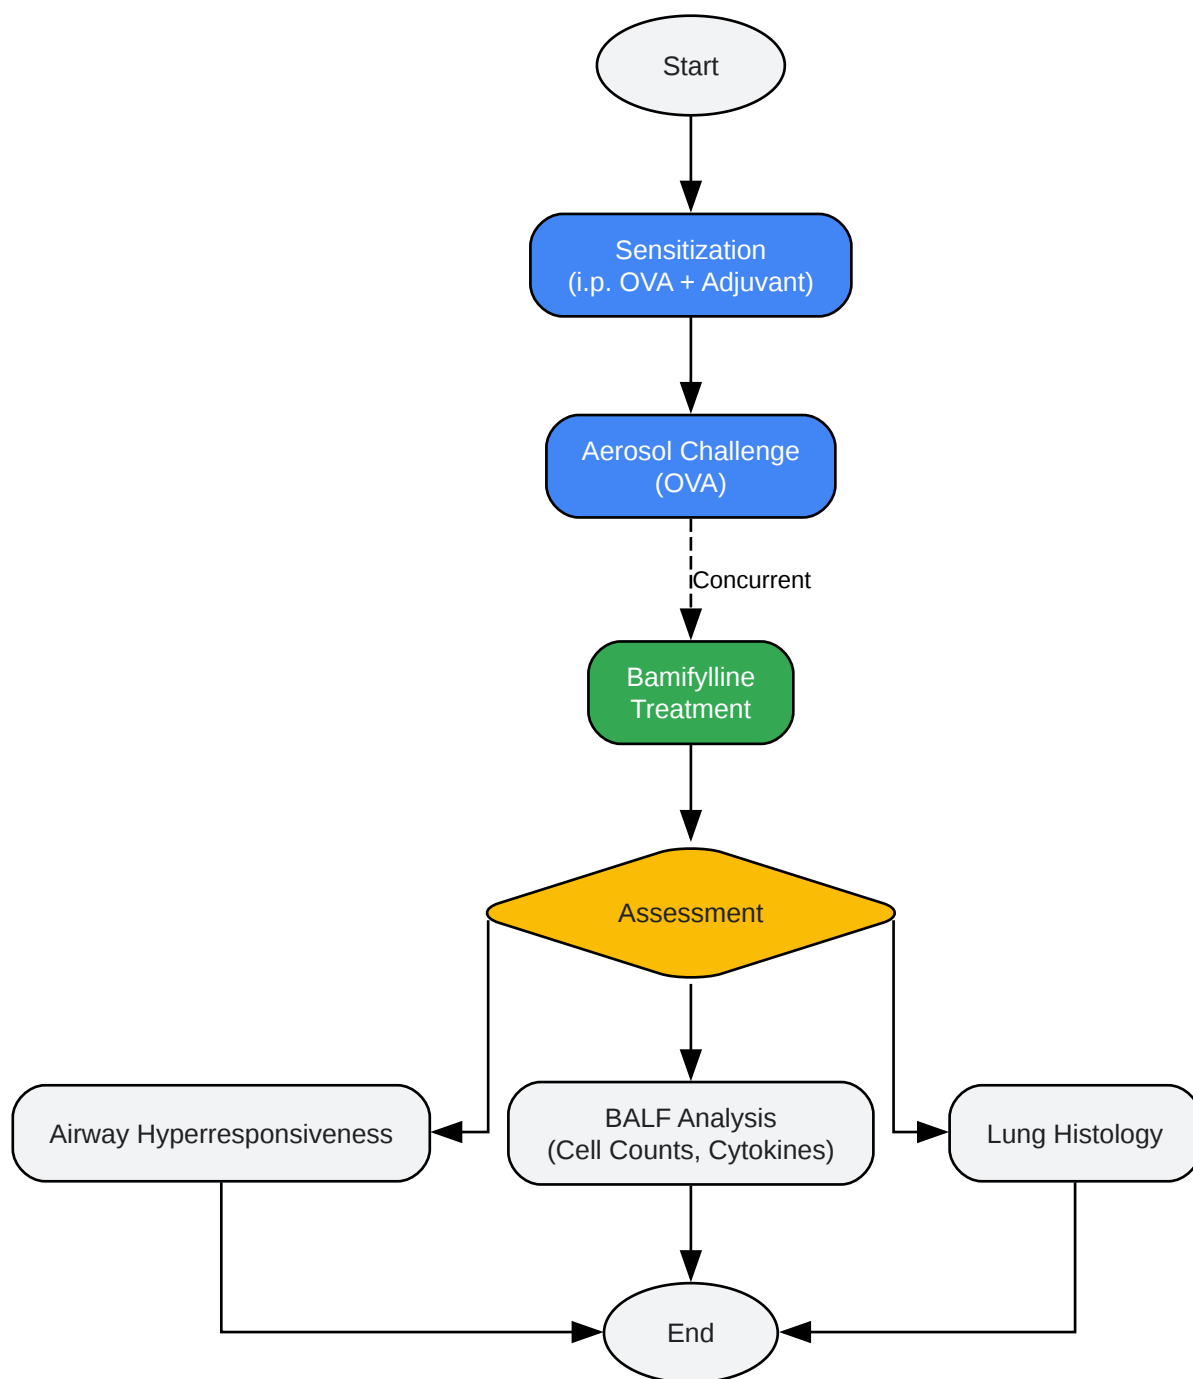 Start
Sensitization
(i.p. OVA + Adjuvant)
Aerosol Challenge
(OVA)
Concurrent
Bamifylline
Treatment
Assessment
Airway Hyperresponsiveness
BALF Analysis
(Cell Counts, Cytokines)
Lung Histology
End